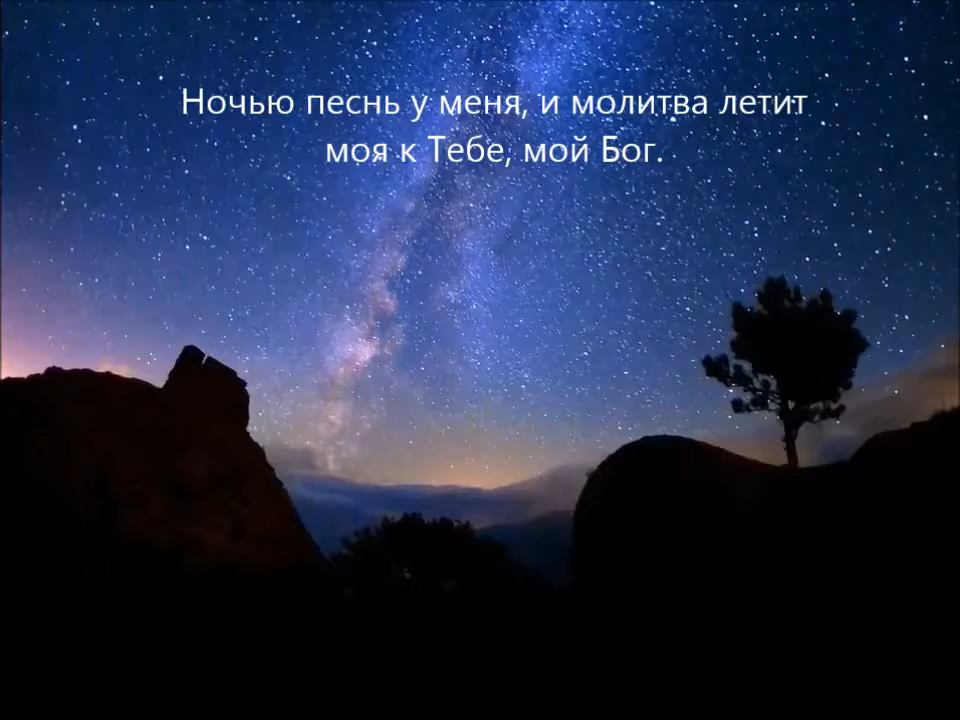 Ночью песнь у меня, и молитва летит
моя к Тебе, мой Бог.